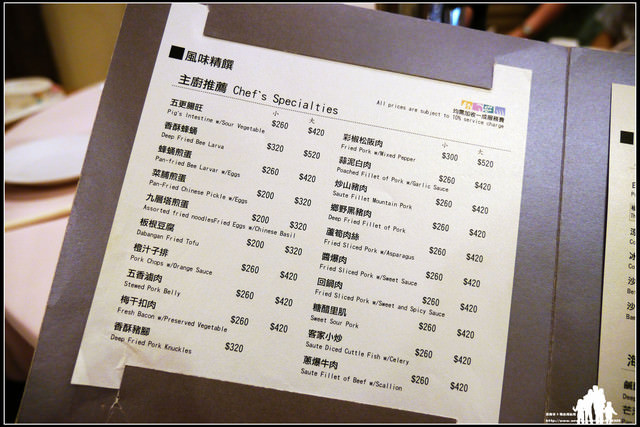 ■風味精饌
主廚推薦 Chef's Specialties
All prices are subject to 10% service charge
均需加收一成服務費
小 大
五更腸旺 $260 $420
Pig's Intestine w/Sour Vegetable
香酥蜂蛹 $320 $520
Deep Fried Bee Larva
蜂蛹煎蛋 $260 $420
Pan-fried Bee Larvar w/Eggs
菜脯煎蛋 $200 $320
Pan-Fried Chinese Pickle w/Eggs
九層塔煎蛋 $200 $320
Assorted fried noodlesFried Eggs w/Chinese Basil
板根豆腐 $200 $320
Dabangan Fried Tofu
橙汁子排 $260 $420
Pork Chops w/Orange Sauce
五香滷肉 $260 $420
Stewed Pork Belly
梅干扣肉 $260 $420
Fresh Bacon w/Preserved Vegetable
香酥豬腳 $320
Deep Fried Pork Knuckles
小 大
彩椒松阪肉 $300 $520
Fried Pork w/Mixed Pepper
蒜泥白肉 $260 $420
Poached Fillet of Pork w/Garlic Sauce
炒山豬肉 $260 $420
Saute Fillet Mountain Pork
鄉野黑豬肉 $260 $420
Deep Fried Fillet of Pork
蘆筍肉絲 $260 $420
Fried Sliced Pork w/Asparagus
醬爆肉 $260 $420
Fried Sliced Pork w/Sweet Sauce
回鍋肉 $260 $420
Fried Sliced Pork w/Sweet and Spicy Sauce
糖醋里肌 $260 $420
Sweet Sour Pork
客家小炒 $260 $420
Saute Diced Cuttle Fish w/Celery
蔥爆牛肉 $260 $420
Saute Fillet of Beef w/Scallion